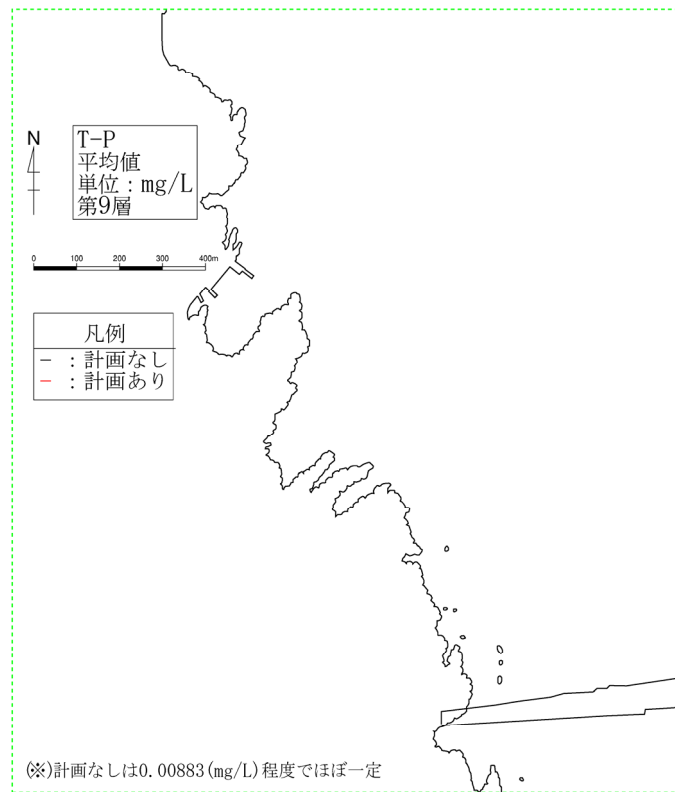 N
T-P
平均値
単位：mg/L
第9層
0 100 200 300 400m
凡例
－ ：計画なし
－ ：計画あり
(※)計画なしは0.00883(mg/L)程度でほぼ一定